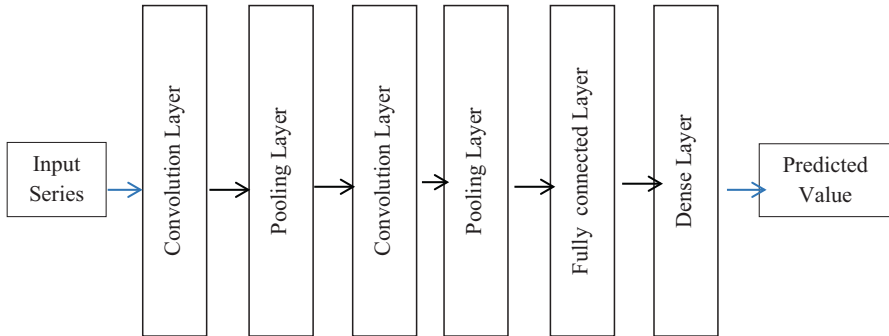 Input
Series
Convolution Layer
Pooling Layer
Convolution Layer
Pooling Layer
Fully connected Layer
Dense Layer
Predicted
Value